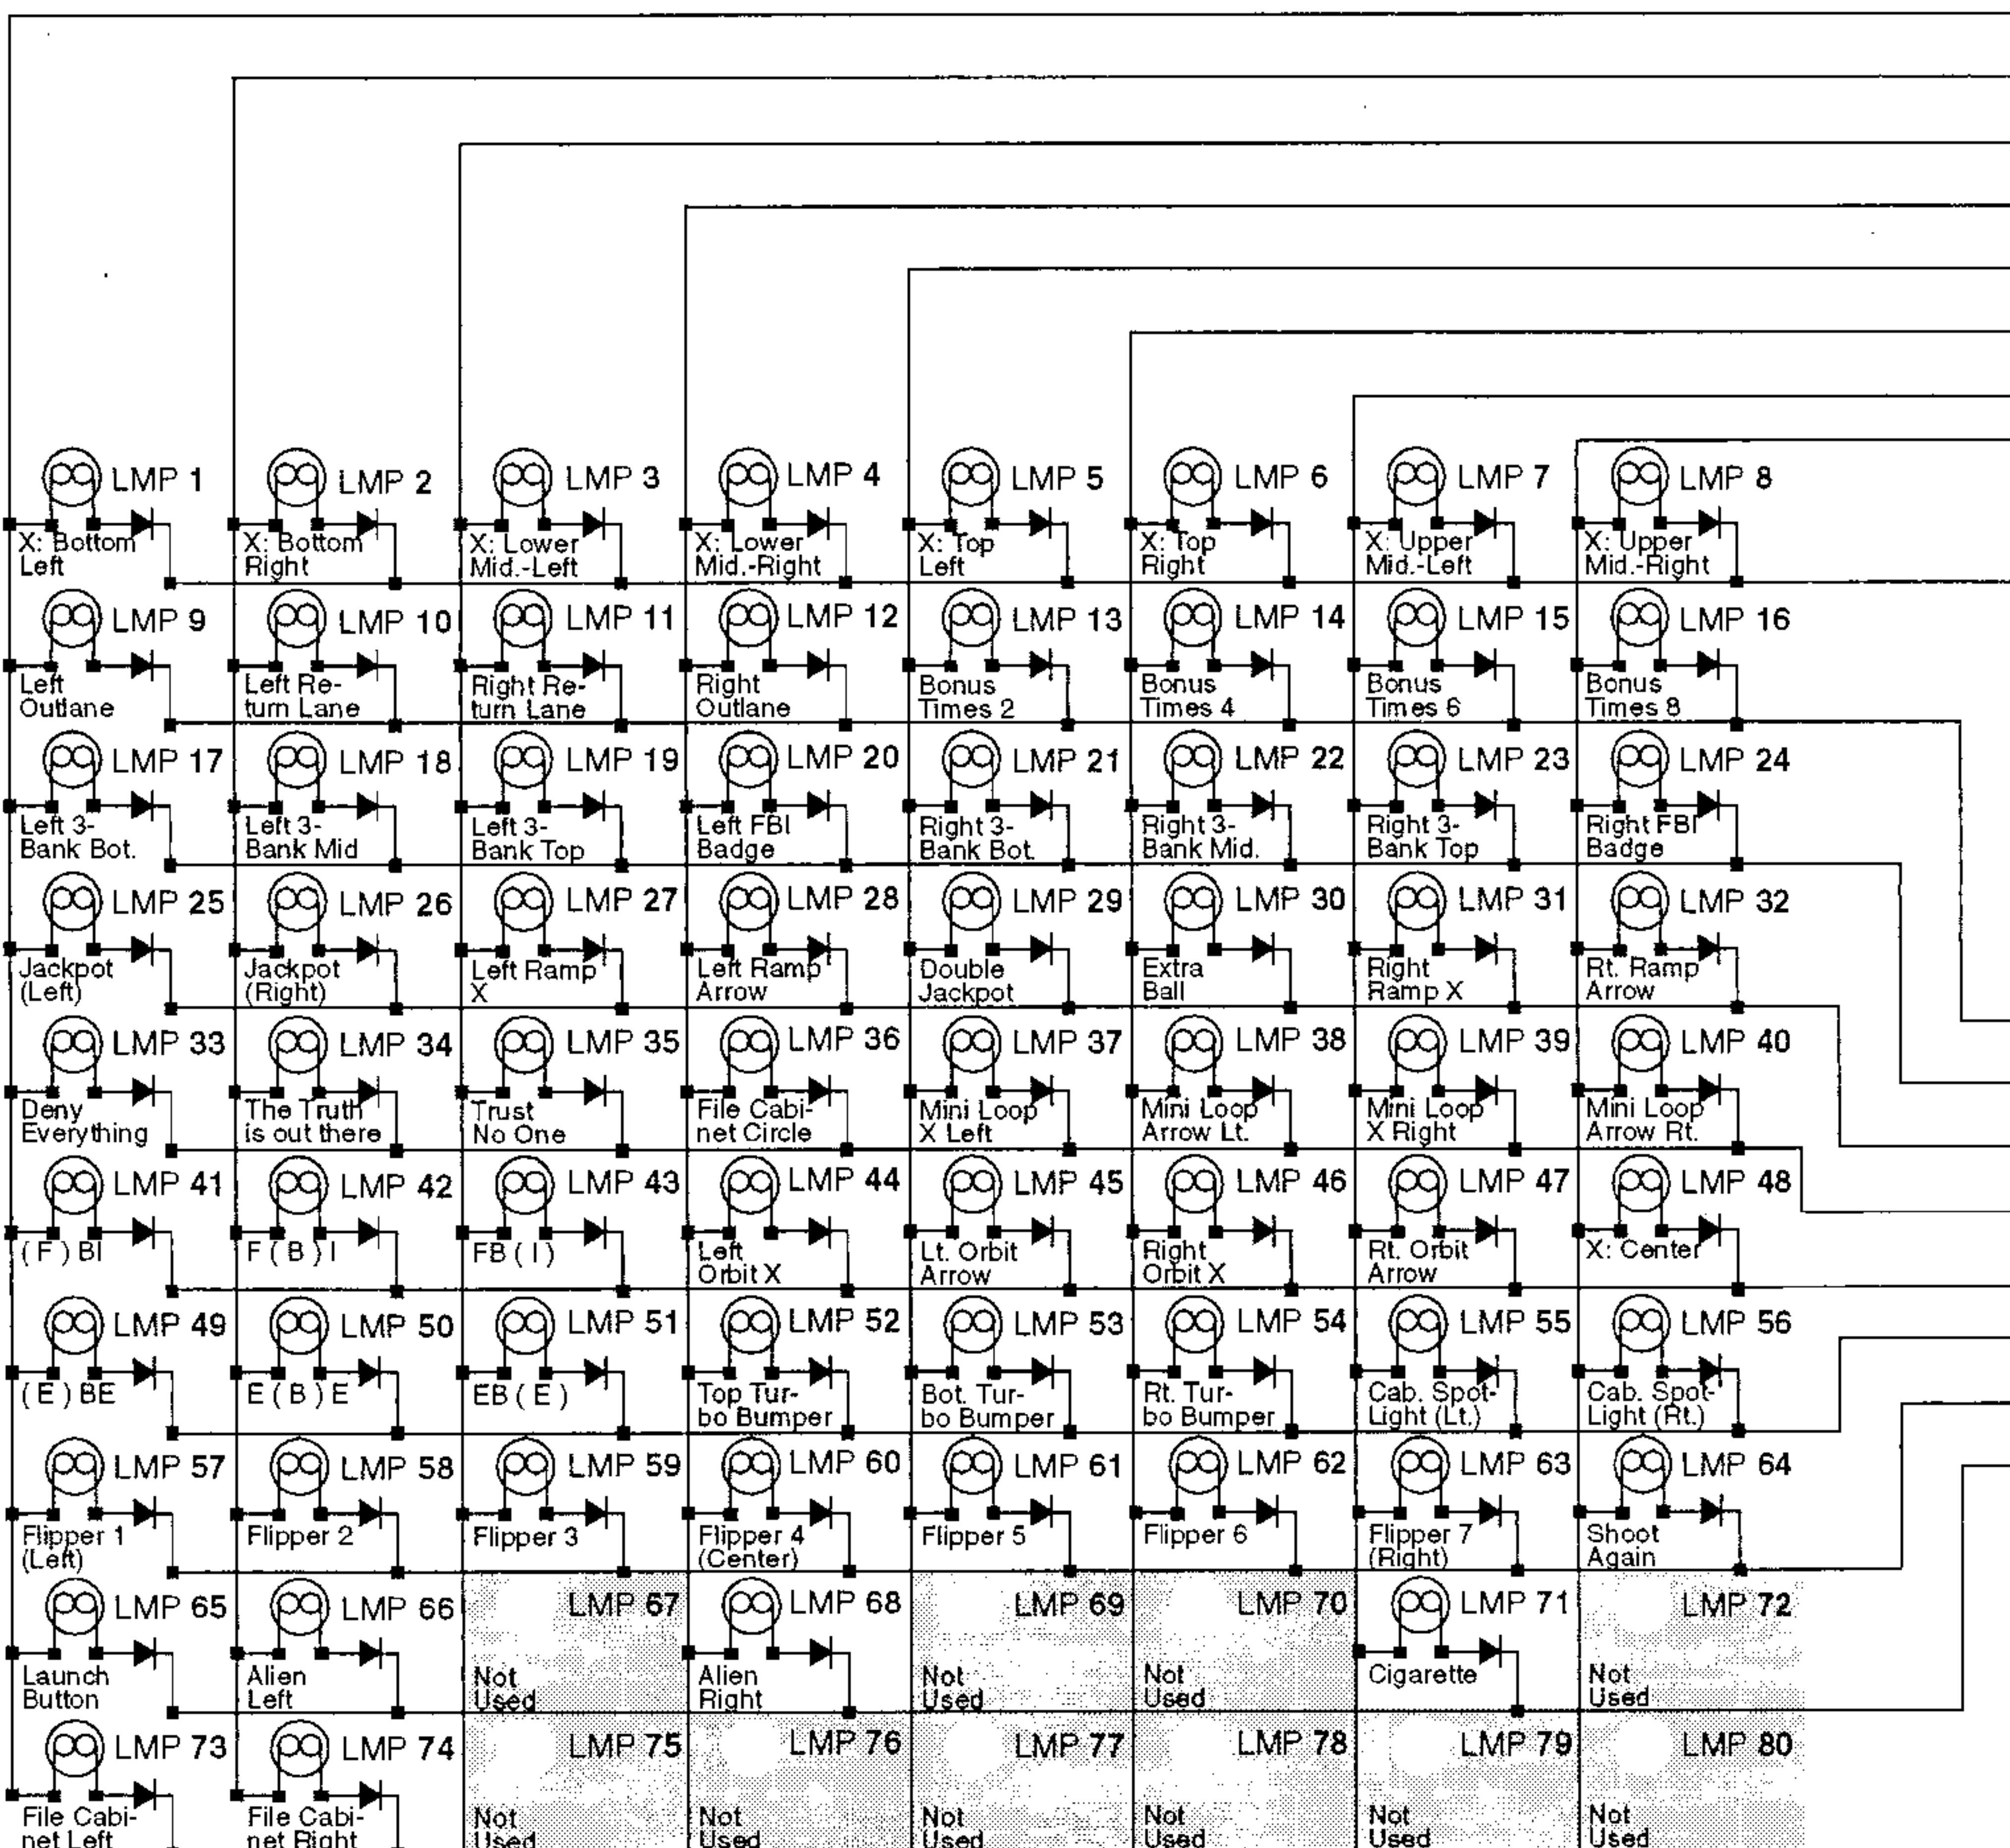 LMP 1 LMP 2 LMP 3 LMP 4 LMP 5 LMP 6 LMP 7 LMP 8
X: Bottom X: Bottom X: Lower X: Lower X: Top X: Top X: Upper X: Upper
Left Right Mid.-Left Mid.-Right Left Right Mid.-Left Mid.-Right
LMP 9 LMP 10 LMP 11 LMP 12 LMP 13 LMP 14 LMP 15 LMP 16
Left Left Re- Right Re- Right Bonus Bonus Bonus Bonus
Outlane turn Lane turn Lane Outlane Times 2 Times 4 Times 6 Times 8
LMP 17 LMP 18 LMP 19 LMP 20 LMP 21 LMP 22 LMP 23 LMP 24
Left 3- Left 3- Left 3- Left FBI Right 3- Right 3- Right 3- Right FBI
Bank Bot. Bank Mid Bank Top Badge Bank Bot. Bank Mid. Bank Top Badge
LMP 25 LMP 26 LMP 27 LMP 28 LMP 29 LMP 30 LMP 31 LMP 32
Jackpot Jackpot Left Ramp Left Ramp Double Extra Right Rt. Ramp
(Left) (Right) X Arrow Jackpot Ball Ramp X Arrow
LMP 33 LMP 34 LMP 35 LMP 36 LMP 37 LMP 38 LMP 39 LMP 40
Deny The Truth Trust File Cabi- Mini Loop Mini Loop Mini Loop Mini Loop
Everything is out there No One net Circle X Left Arrow Lt. X Right Arrow Rt.
LMP 41 LMP 42 LMP 43 LMP 44 LMP 45 LMP 46 LMP 47 LMP 48
( F ) BI F ( B ) I FB ( I ) Left Lt. Orbit Right Rt. Orbit X: Center
Orbit X Arrow Orbit X Arrow
LMP 49 LMP 50 LMP 51 LMP 52 LMP 53 LMP 54 LMP 55 LMP 56
( E ) BE E ( B ) E EB ( E ) Top Tur- Bot. Tur- Rt. Tur- Cab. Spot- Cab. Spot-
bo Bumper bo Bumper bo Bumper Light (Lt.) Light (Rt.)
LMP 57 LMP 58 LMP 59 LMP 60 LMP 61 LMP 62 LMP 63 LMP 64
Flipper 1 Flipper 2 Flipper 3 Flipper 4 Flipper 5 Flipper 6 Flipper 7 Shoot
(Left) (Center) (Right) Again
LMP 65 LMP 66 LMP 67 LMP 68 LMP 69 LMP 70 LMP 71 LMP 72
Launch Alien Not Alien Not Not Cigarette Not
Button Left Used Right Used Used Used
LMP 73 LMP 74 LMP 75 LMP 76 LMP 77 LMP 78 LMP 79 LMP 80
File Cabi- File Cabi- Not Not Not Not Not Not
net Left net Right Used Used Used Used Used Used